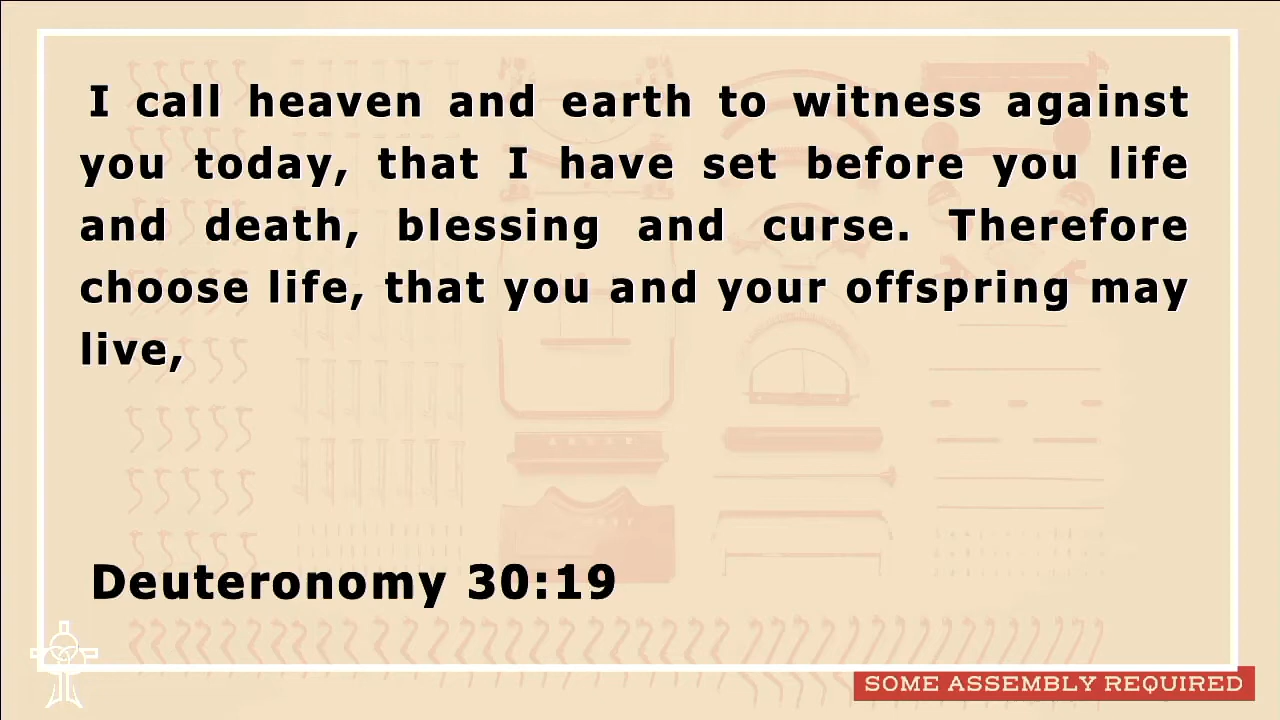 I call heaven and earth to witness against
you today, that I have set before you life
and death, blessing and curse. Therefore
choose life, that you and your offspring may
live,
Deuteronomy 30:19
SOME ASSEMBLY REQUIRED